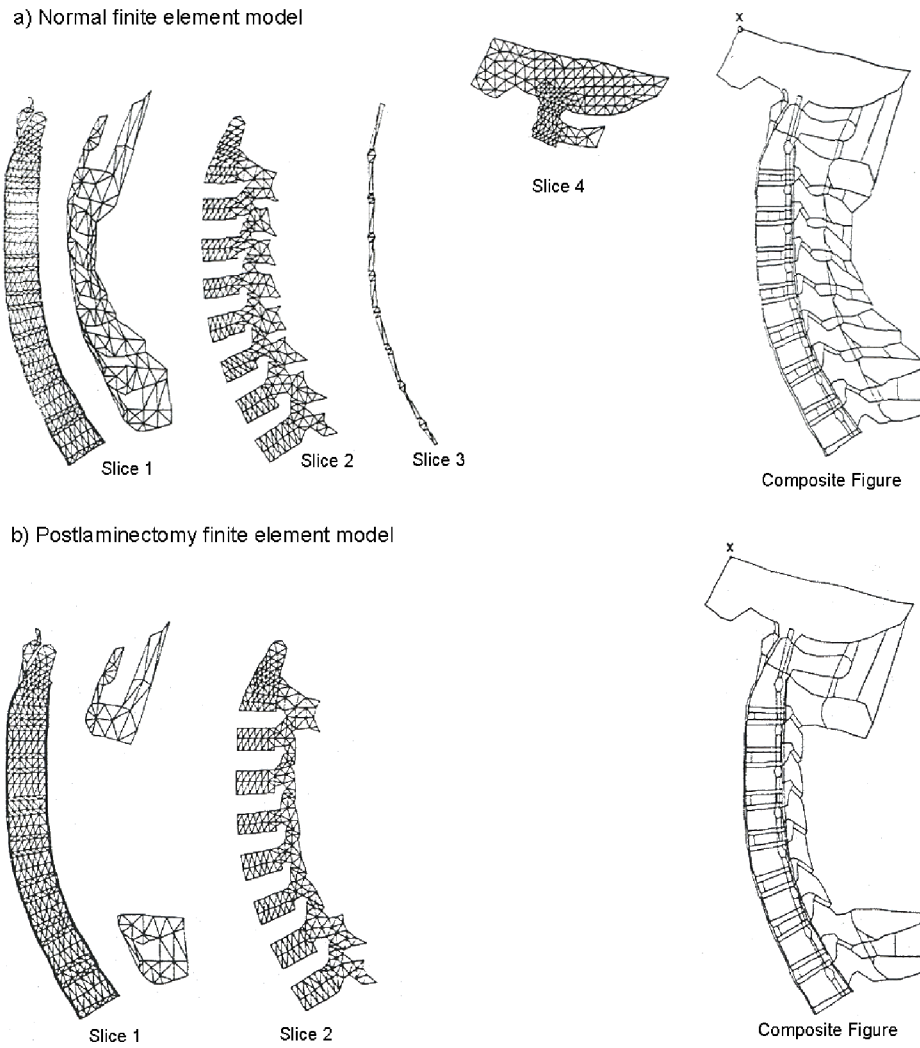 a) Normal finite element model
x
Slice 4
Slice 1
Slice 2
Slice 3
Composite Figure
b) Postlaminectomy finite element model
x
Slice 1
Slice 2
Composite Figure